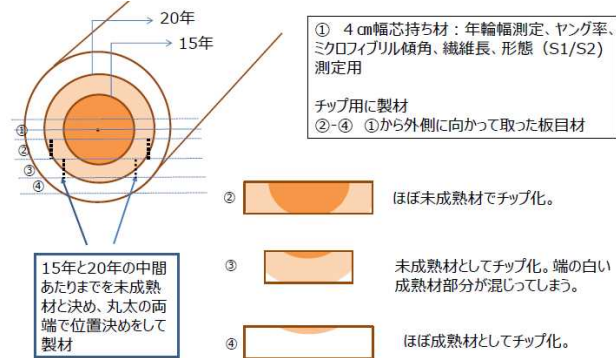 20年
15年
① ４㎝幅芯持ち材：年輪幅測定、ヤング率、
ミクロフィブリル傾角、繊維長、形態（S1/S2）
測定用
チップ用に製材
②-④ ①から外側に向かって取った板目材
①
②
③
④
② ほぼ未成熟材でチップ化。
③ 未成熟材としてチップ化。端の白い
成熟材部分が混じってしまう。
④ ほぼ成熟材としてチップ化。
15年と20年の中間
あたりまでを未成熟
材と決め、丸太の両
端で位置決めをして
製材